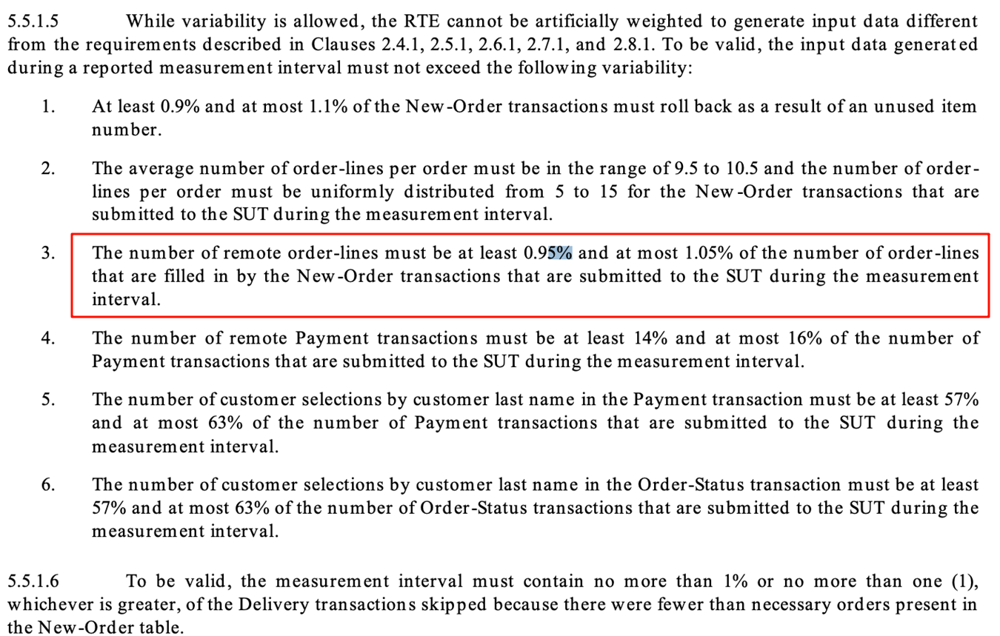 5.5.1.5 While variability is allowed, the RTE cannot be artificially weighted to generate input data different
from the requirements described in Clauses 2.4.1, 2.5.1, 2.6.1, 2.7.1, and 2.8.1. To be valid, the input data generated
during a reported measurement interval must not exceed the following variability:
1. At least 0.9% and at most 1.1% of the New-Order transactions must roll back as a result of an unused item
number.
2. The average number of order-lines per order must be in the range of 9.5 to 10.5 and the number of order-
lines per order must be uniformly distributed from 5 to 15 for the New-Order transactions that are
submitted to the SUT during the measurement interval.
3. The number of remote order-lines must be at least 0.95% and at most 1.05% of the number of order-lines
that are filled in by the New-Order transactions that are submitted to the SUT during the measurement
interval.
4. The number of remote Payment transactions must be at least 14% and at most 16% of the number of
Payment transactions that are submitted to the SUT during the measurement interval.
5. The number of customer selections by customer last name in the Payment transaction must be at least 57%
and at most 63% of the number of Payment transactions that are submitted to the SUT during the
measurement interval.
6. The number of customer selections by customer last name in the Order-Status transaction must be at least
57% and at most 63% of the number of Order-Status transactions that are submitted to the SUT during the
measurement interval.
5.5.1.6 To be valid, the measurement interval must contain no more than 1% or no more than one (1),
whichever is greater, of the Delivery transactions skipped because there were fewer than necessary orders present in
the New-Order table.